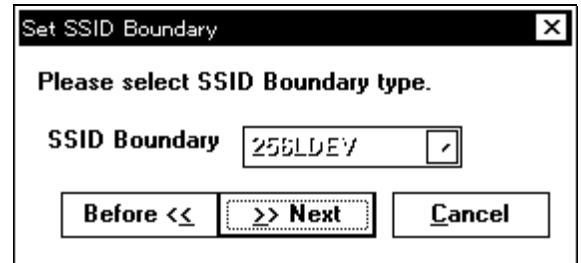 Set SSID Boundary
Please select SSID Boundary type.
SSID Boundary 256LDEV
Before << >> Next Cancel